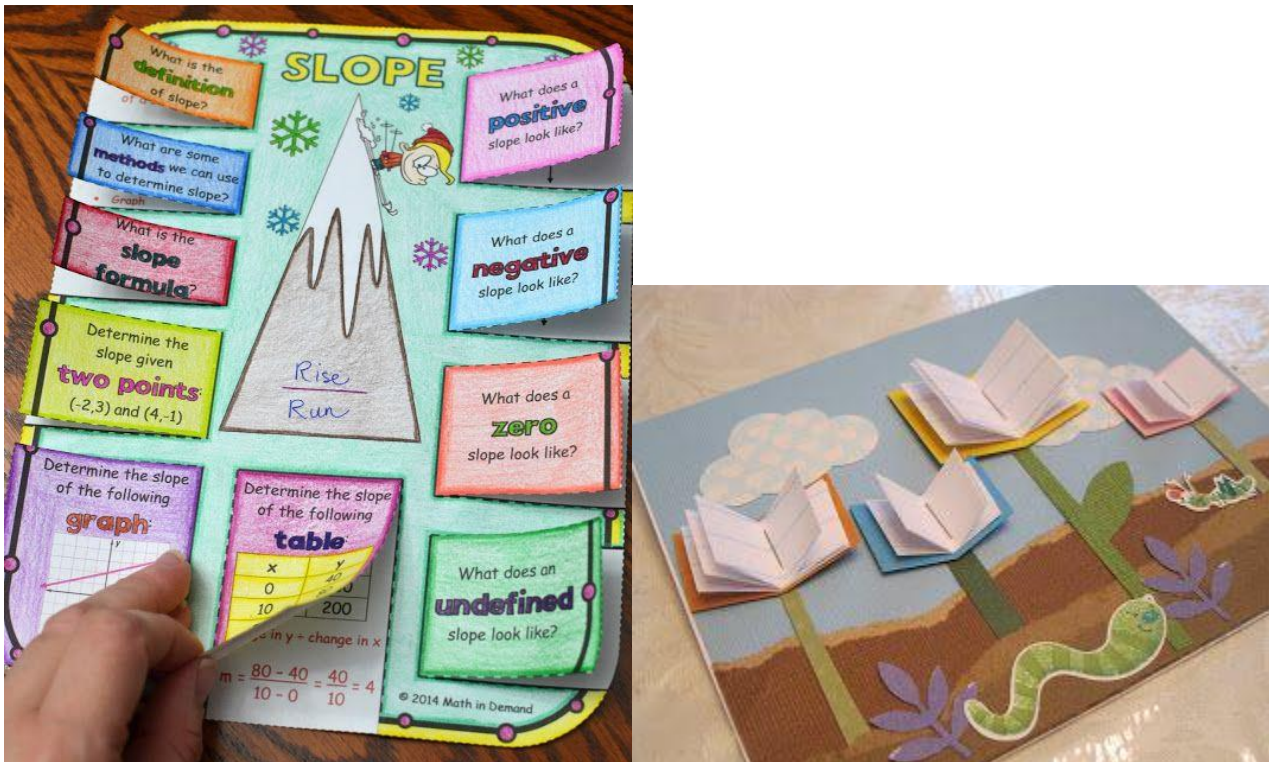 SLOPE
What is the
definition
of slope?
What are some
methods we can use
to determine slope?
• Graph
What is the
slope
formula?
Determine the
slope given
two points:
(-2,3) and (4,-1)
Determine the slope
of the following
graph:
y
Rise
Run
Determine the slope
of the following
table:
x y
0 40
10
200
in y ÷ change in x
m = 80 - 40 / 10 - 0 = 40 / 10 = 4
What does a
positive
slope look like?
What does a
negative
slope look like?
What does a
zero
slope look like?
What does an
undefined
slope look like?
© 2014 Math in Demand